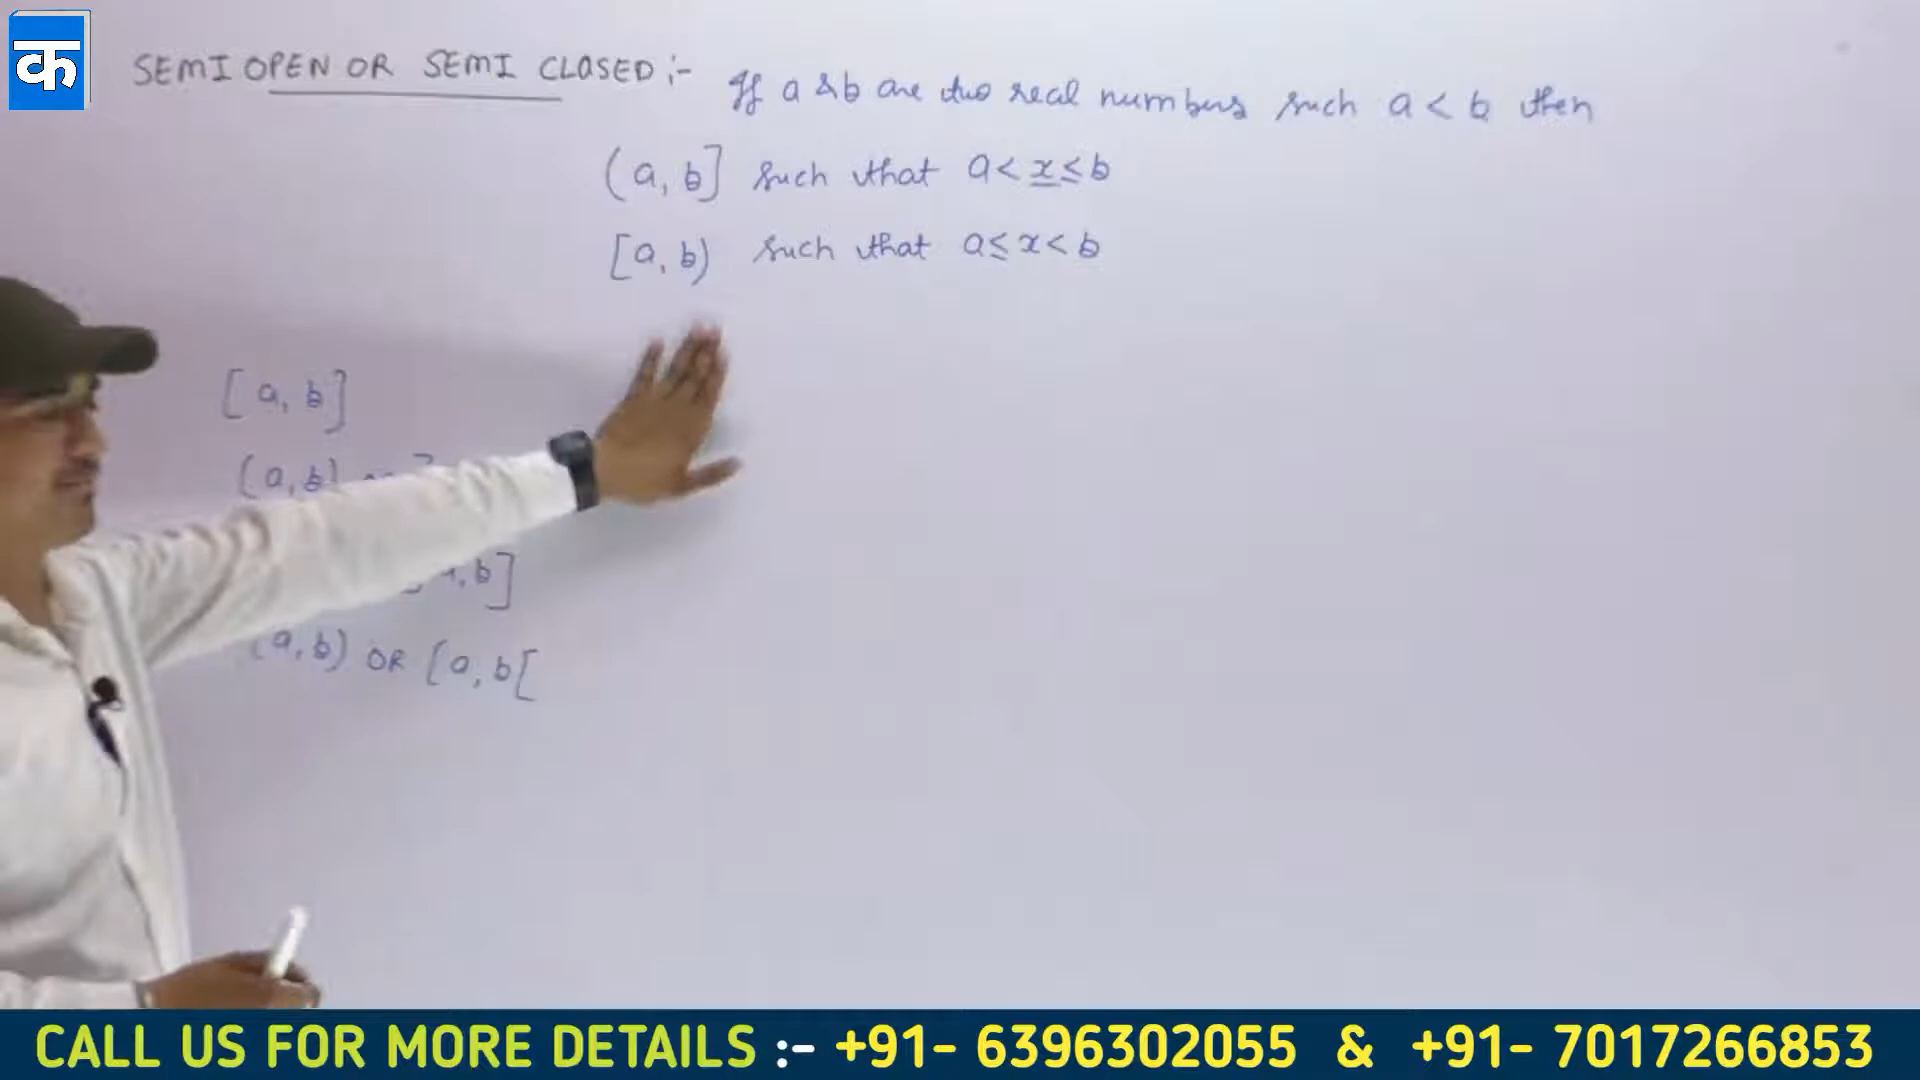 क
SEMI OPEN OR SEMI CLOSED :-
If a & b are two real numbers such a < b then
(a, b] such that a < x ≤ b
[a, b) such that a ≤ x < b
[a, b]
(a, b)
, b]
a, b) OR [a, b[
CALL US FOR MORE DETAILS :- +91- 6396302055 & +91- 7017266853